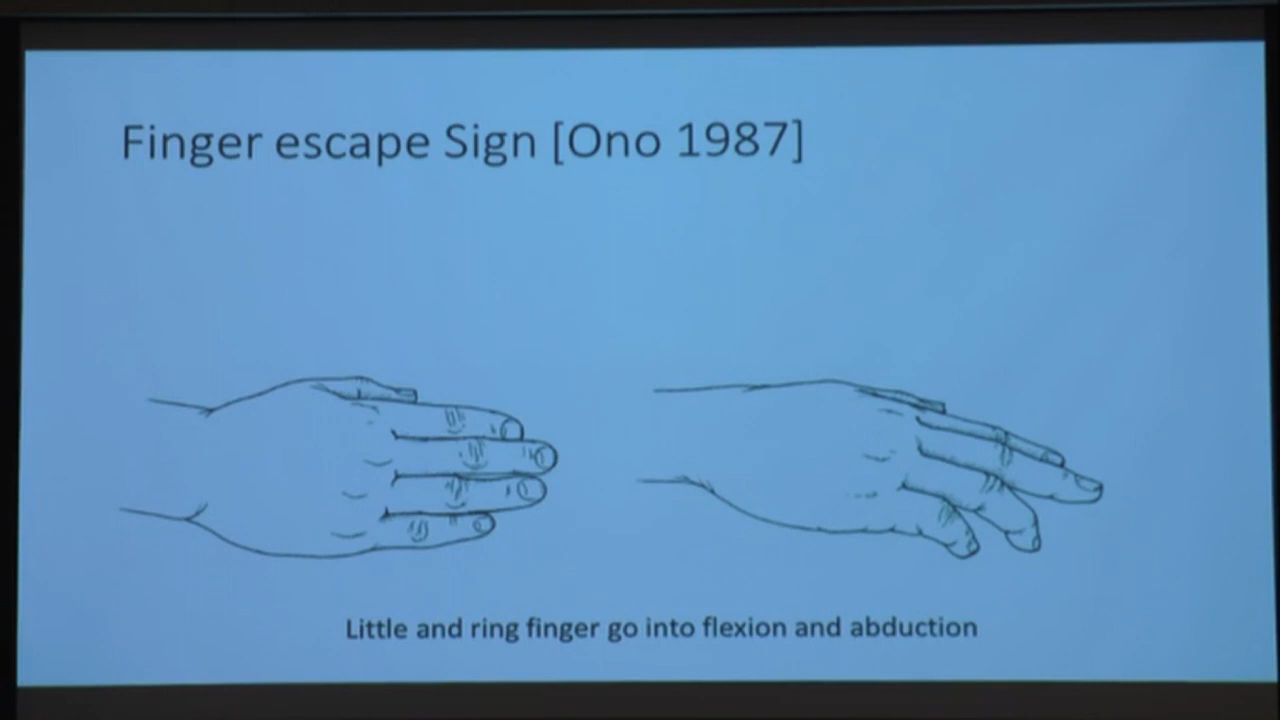 Finger escape Sign [Ono 1987]
Little and ring finger go into flexion and abduction